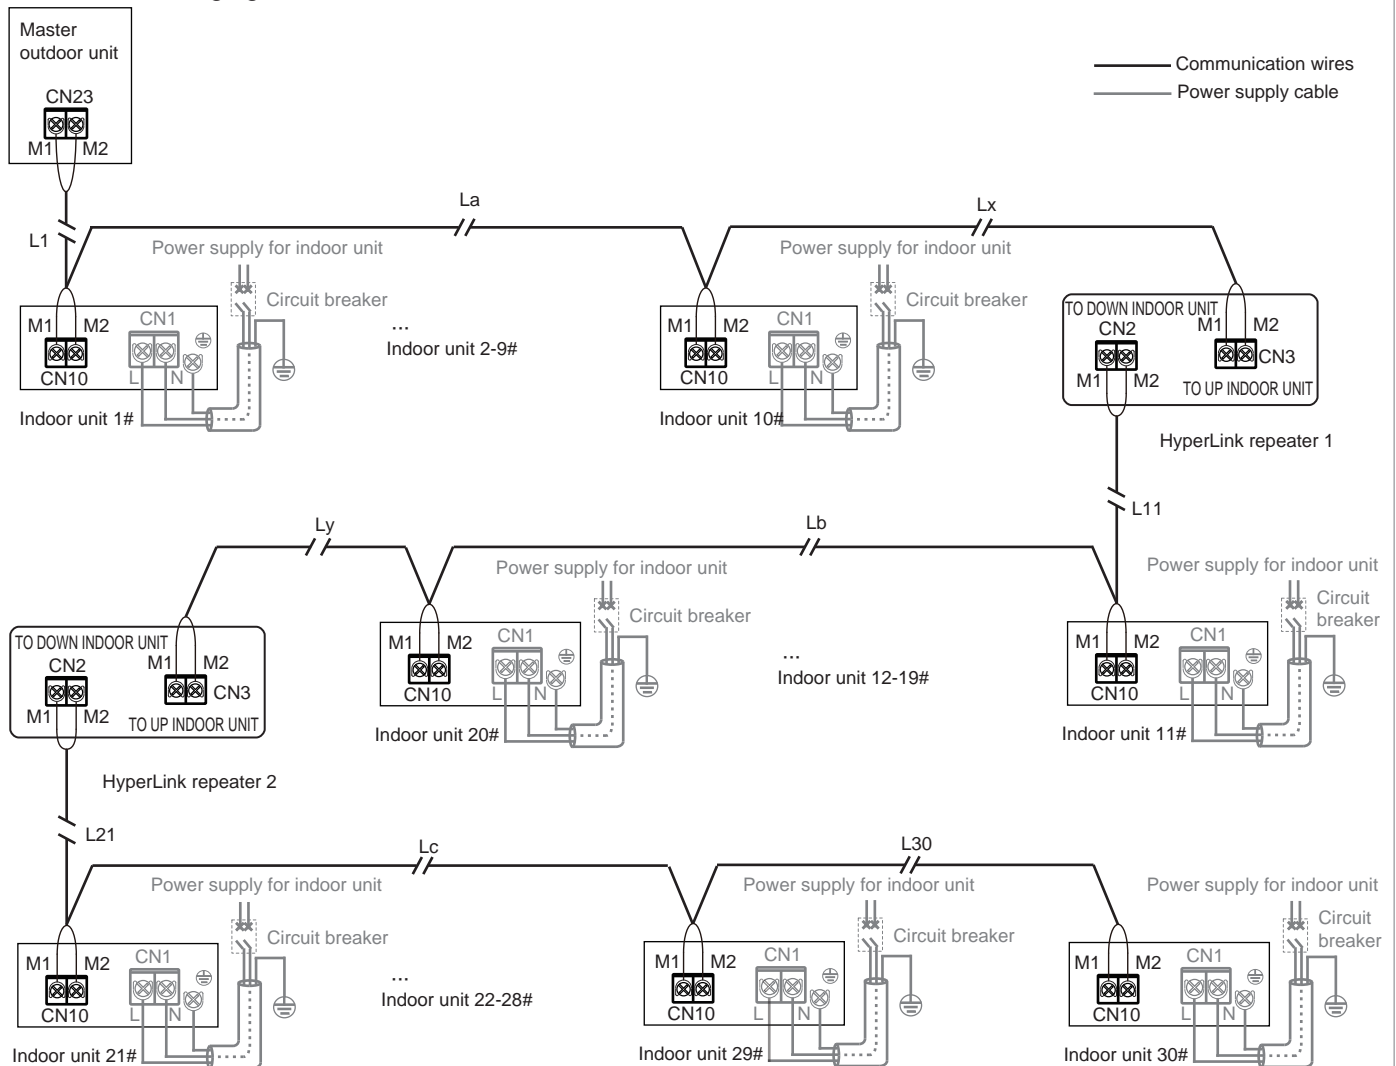 Master
outdoor unit
CN23
M1 M2
Communication wires
Power supply cable
L1
La
Lx
Power supply for indoor unit
Power supply for indoor unit
Circuit breaker
Circuit breaker
M1 M2 CN1
CN10 L N
Indoor unit 1#
...
Indoor unit 2-9#
M1 M2 CN1
CN10 L N
Indoor unit 10#
TO DOWN INDOOR UNIT
CN2
M1 M2
M1 M2
CN3
TO UP INDOOR UNIT
HyperLink repeater 1
L11
Ly
Lb
Power supply for indoor unit
Power supply for indoor unit
Circuit breaker
Circuit
breaker
TO DOWN INDOOR UNIT
CN2
M1 M2
M1 M2
CN3
TO UP INDOOR UNIT
HyperLink repeater 2
M1 M2 CN1
CN10 L N
Indoor unit 20#
...
Indoor unit 12-19#
M1 M2 CN1
CN10 L N
Indoor unit 11#
L21
Lc
L30
Power supply for indoor unit
Power supply for indoor unit
Power supply for indoor unit
Circuit breaker
Circuit breaker
Circuit
breaker
M1 M2 CN1
CN10 L N
Indoor unit 21#
...
Indoor unit 22-28#
M1 M2 CN1
CN10 L N
Indoor unit 29#
M1 M2 CN1
CN10 L N
Indoor unit 30#